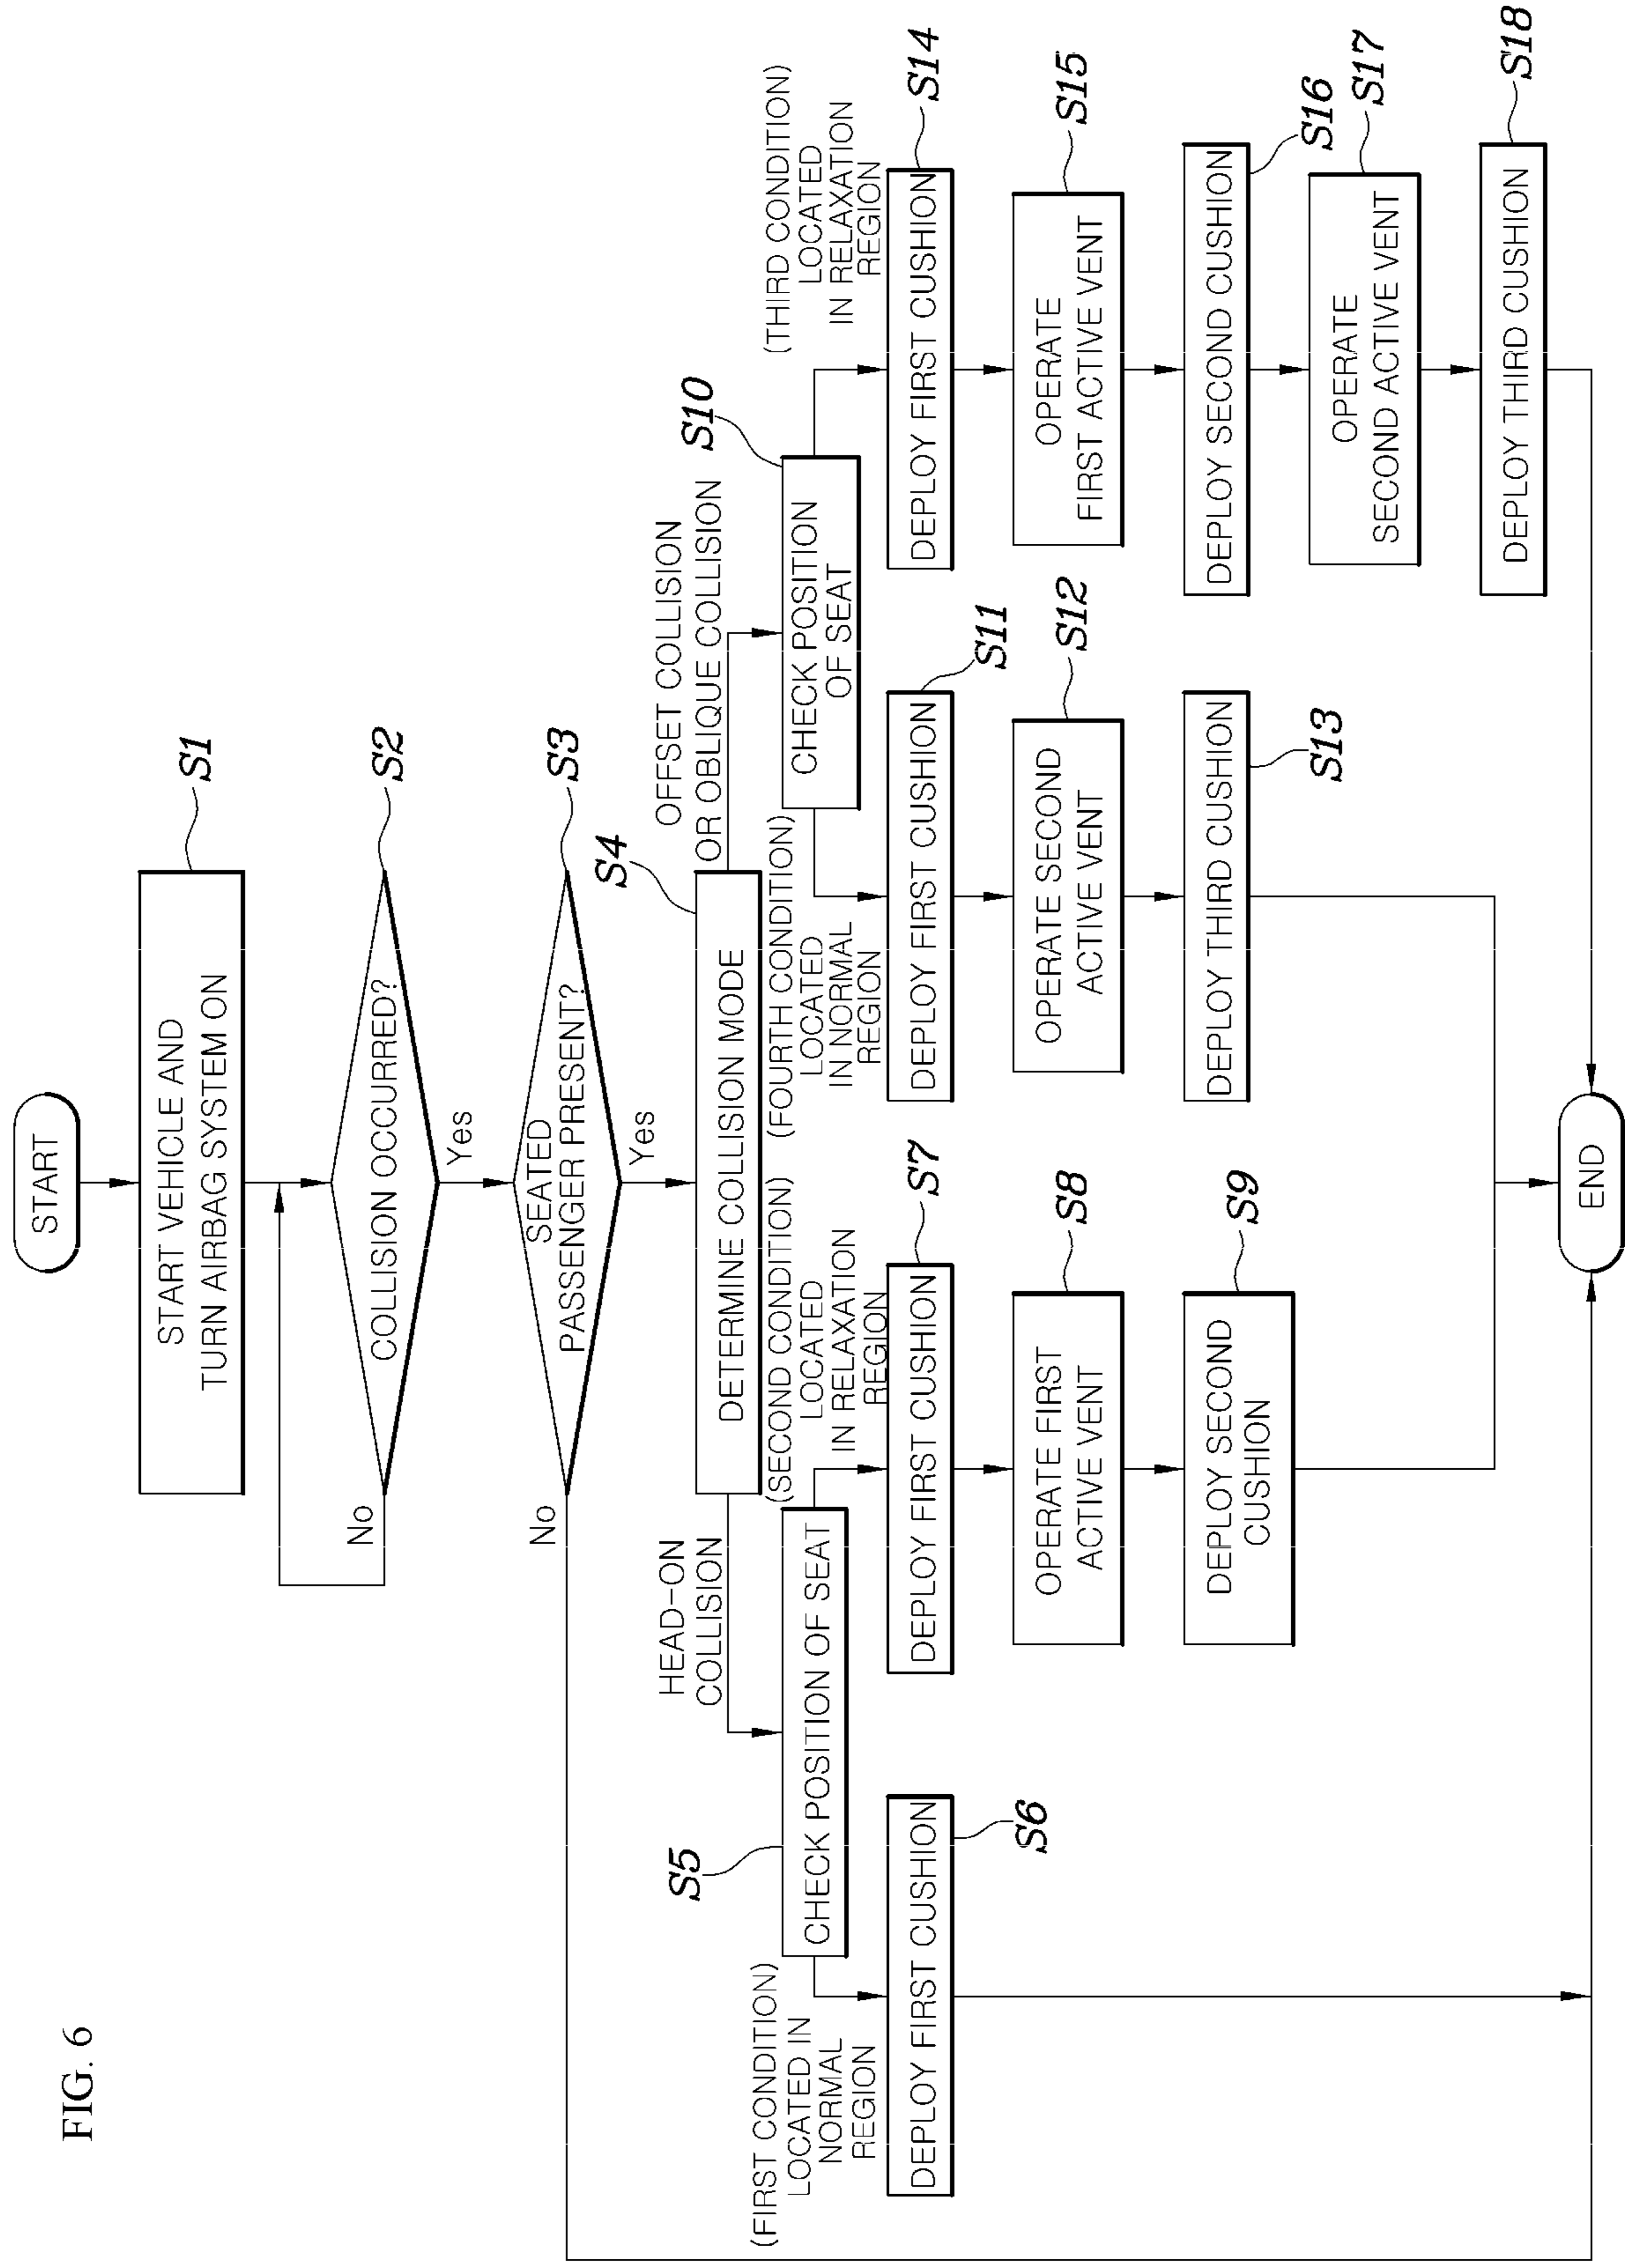 FIG. 6
START
START VEHICLE AND
TURN AIRBAG SYSTEM ON
S1
COLLISION OCCURRED?
S2
No
Yes
SEATED
PASSENGER PRESENT?
S3
No
Yes
DETERMINE COLLISION MODE
S4
HEAD-ON
COLLISION
OFFSET COLLISION
OR OBLIQUE COLLISION
CHECK POSITION OF SEAT
S5
CHECK POSITION
OF SEAT
S10
(FIRST CONDITION)
LOCATED IN
NORMAL
REGION
(SECOND CONDITION)
LOCATED
IN RELAXATION
REGION
(FOURTH CONDITION)
LOCATED
IN NORMAL
REGION
(THIRD CONDITION)
LOCATED
IN RELAXATION
REGION
DEPLOY FIRST CUSHION
S6
DEPLOY FIRST CUSHION
S7
OPERATE FIRST
ACTIVE VENT
S8
DEPLOY SECOND
CUSHION
S9
DEPLOY FIRST CUSHION
S11
OPERATE SECOND
ACTIVE VENT
S12
DEPLOY THIRD CUSHION
S13
DEPLOY FIRST CUSHION
S14
OPERATE
FIRST ACTIVE VENT
S15
DEPLOY SECOND CUSHION
S16
OPERATE
SECOND ACTIVE VENT
S17
DEPLOY THIRD CUSHION
S18
END